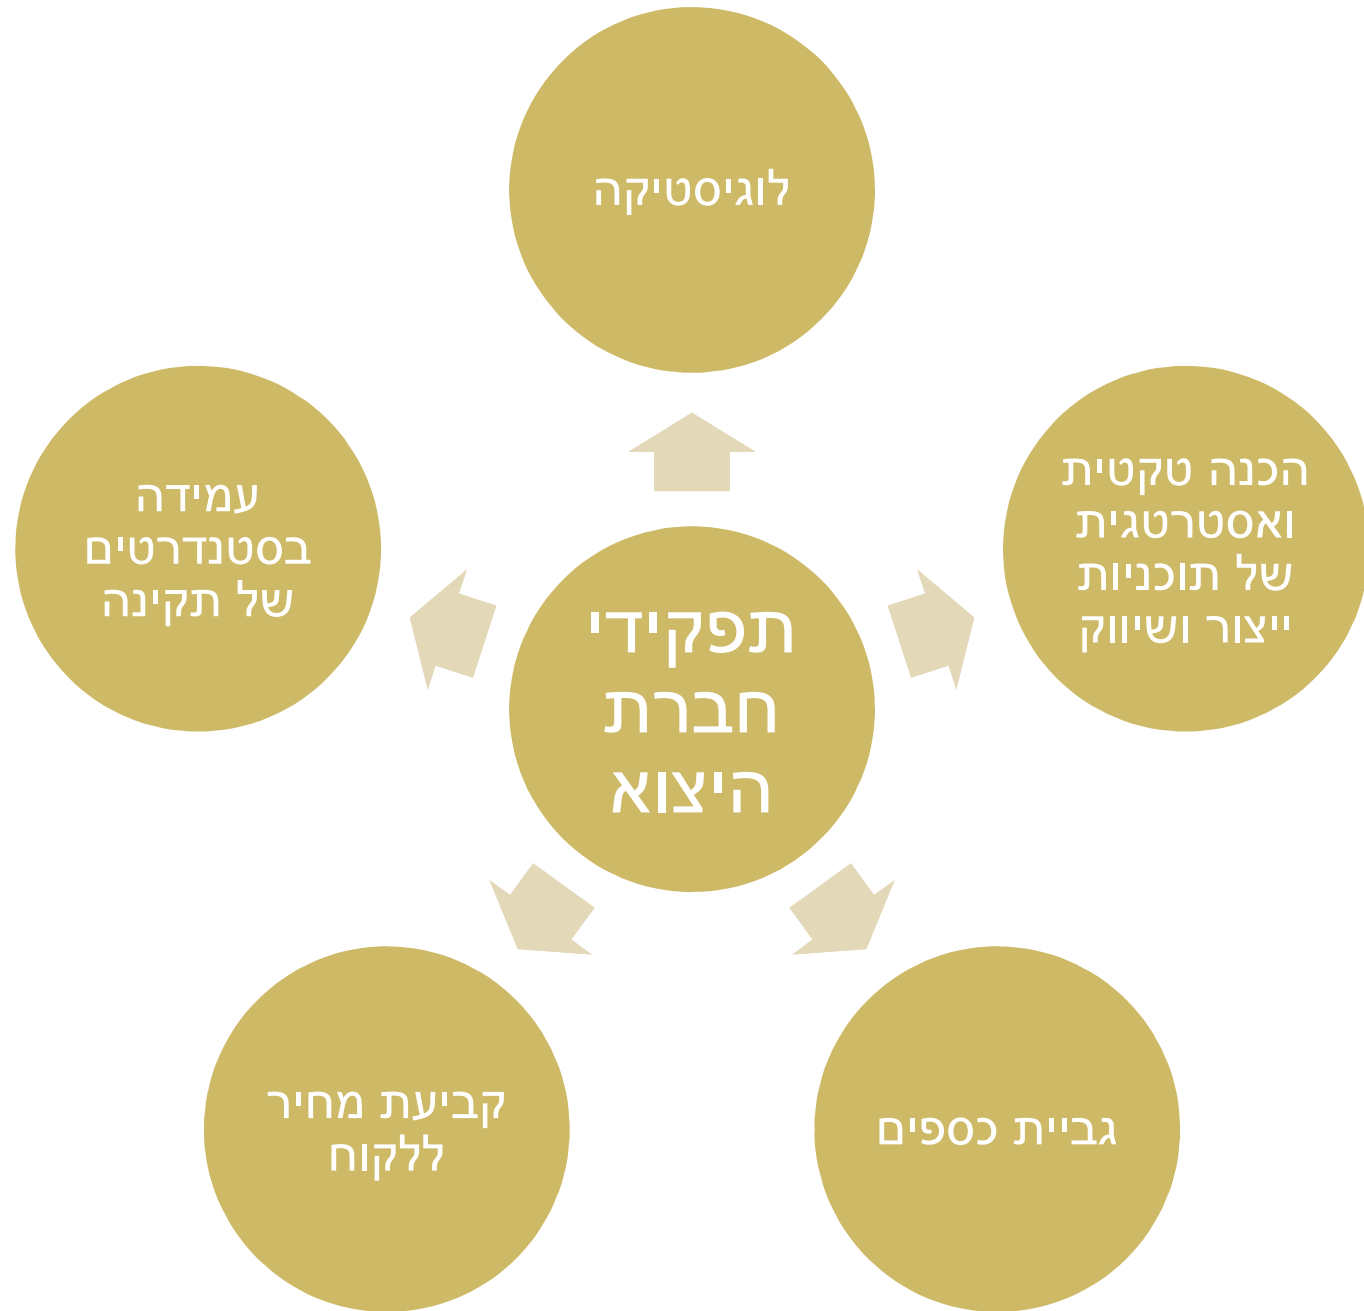 לוגיסטיקה
הכנה טקטית
ואסטרטגית
של תוכניות
ייצור ושיווק
עמידה
בסטנדרטים
של תקינה
תפקידי
חברת
היצוא
גביית כספים
קביעת מחיר
ללקוח